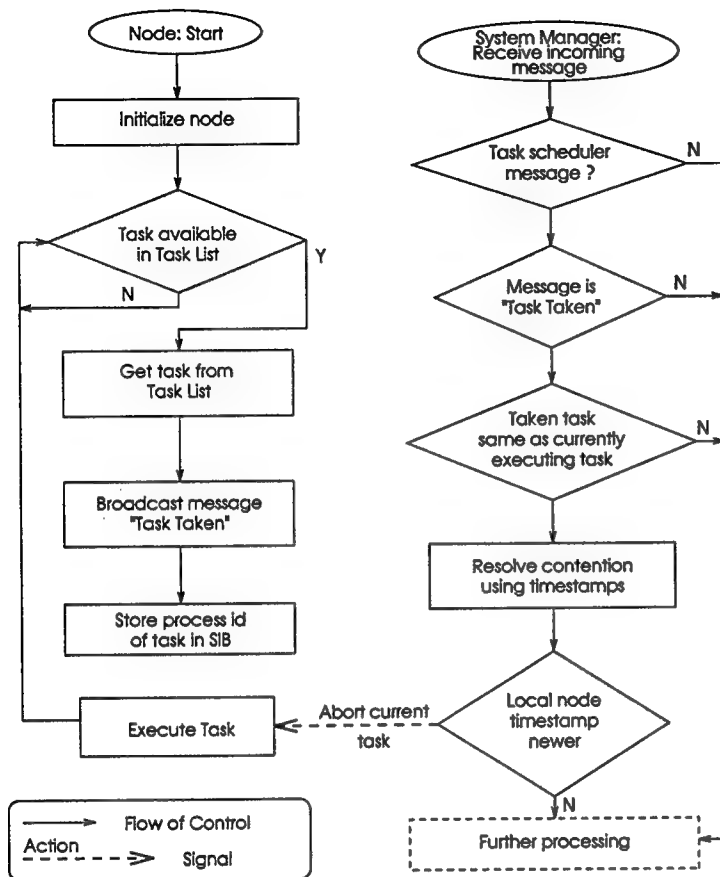 Node: Start
Initialize node
Task available
in Task List
Y
N
Get task from
Task List
Broadcast message
"Task Taken"
Store process id
of task in SIB
Execute Task
Flow of Control
Action
Signal
System Manager:
Receive incoming
message
Task scheduler
message ?
N
Message is
"Task Taken"
N
Taken task
same as currently
executing task
N
Resolve contention
using timestamps
Local node
timestamp
newer
Abort current
task
N
Further processing